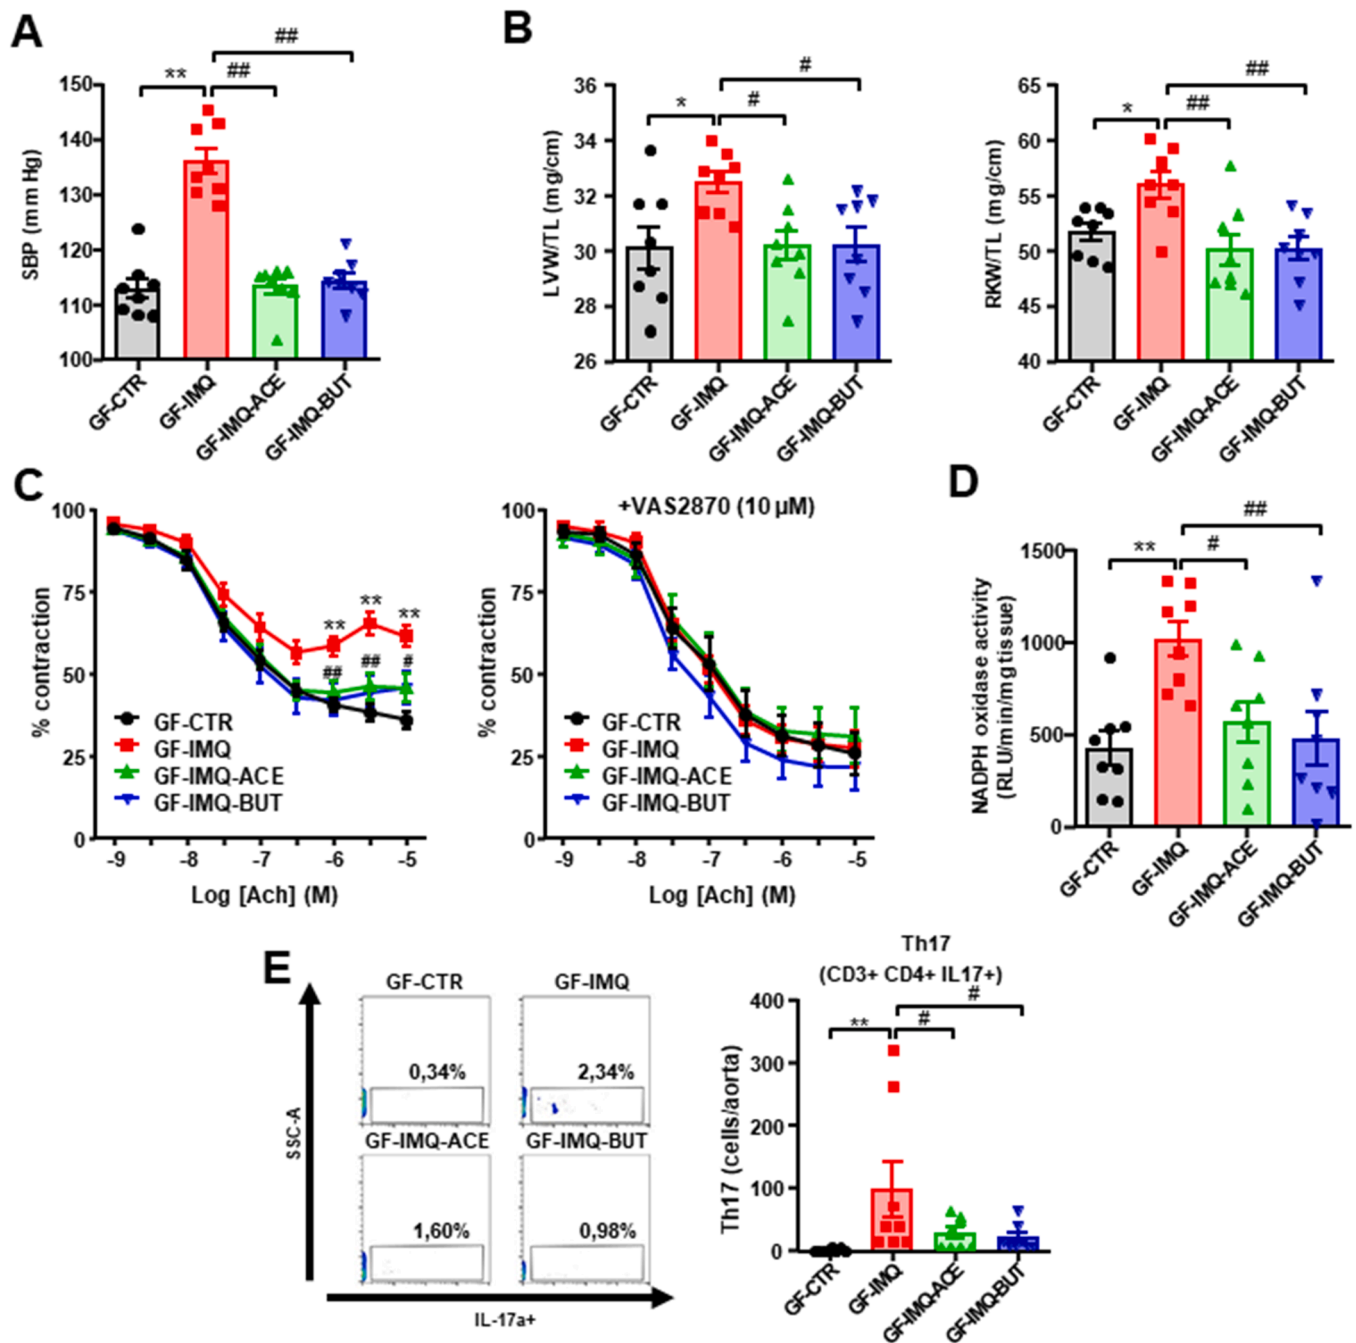 A
SBP (mm Hg)
150
140
130
120
110
100
**
##
##
GF-CTR
GF-IMQ
GF-IMQ-ACE
GF-IMQ-BUT
B
LVW/TL (mg/cm)
36
34
32
30
28
26
*
#
#
GF-CTR
GF-IMQ
GF-IMQ-ACE
GF-IMQ-BUT
RKW/TL (mg/cm)
65
60
55
50
45
40
*
##
##
GF-CTR
GF-IMQ
GF-IMQ-ACE
GF-IMQ-BUT
C
% contraction
100
75
50
25
0
**
**
**
##
##
#
GF-CTR
GF-IMQ
GF-IMQ-ACE
GF-IMQ-BUT
-9
-8
-7
-6
-5
Log [Ach] (M)
+VAS2870 (10 µM)
% contraction
100
75
50
25
0
GF-CTR
GF-IMQ
GF-IMQ-ACE
GF-IMQ-BUT
-9
-8
-7
-6
-5
Log [Ach] (M)
D
NADPH oxidase activity
(RLU/min/mg tissue)
1500
1000
500
0
**
#
##
GF-CTR
GF-IMQ
GF-IMQ-ACE
GF-IMQ-BUT
E
SSC-A
GF-CTR
GF-IMQ
0,34%
2,34%
GF-IMQ-ACE
GF-IMQ-BUT
1,60%
0,98%
IL-17a+
Th17
(CD3+ CD4+ IL17+)
Th17 (cells/aorta)
400
300
200
100
0
**
#
#
GF-CTR
GF-IMQ
GF-IMQ-ACE
GF-IMQ-BUT